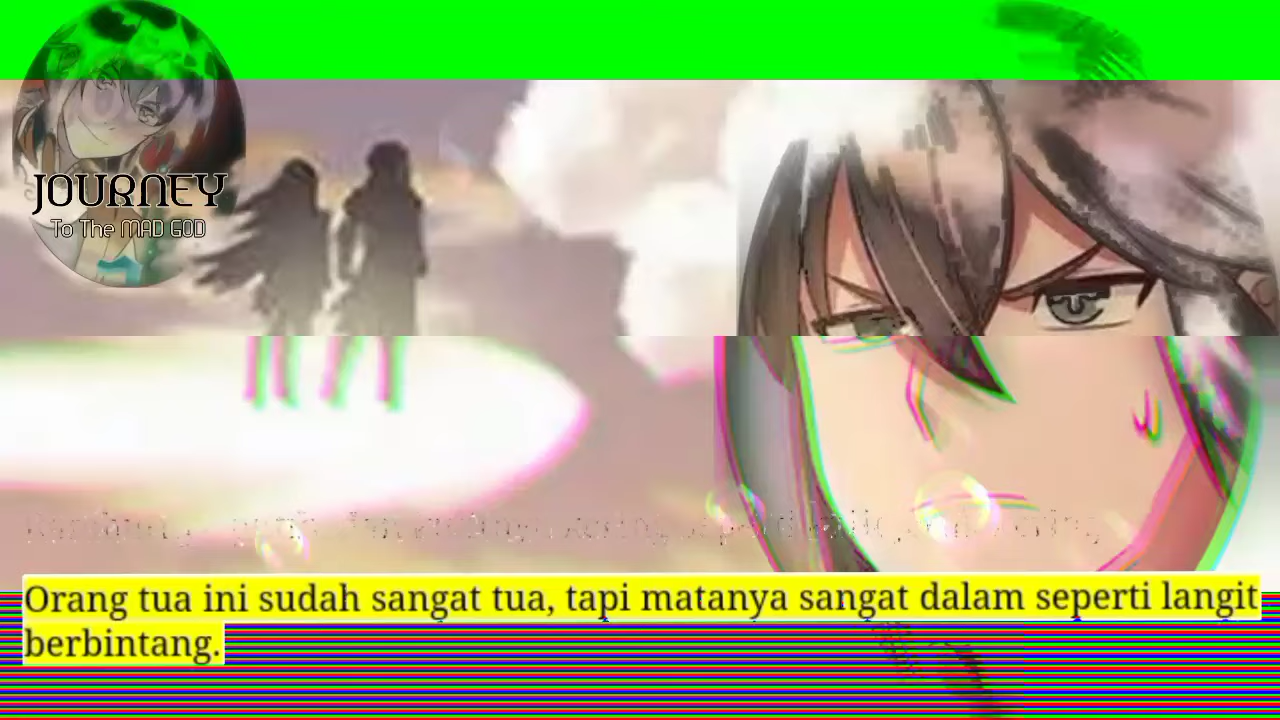 JOURNEY
To The MAD GOD
Orang tua ini sudah sangat tua, tapi matanya sangat dalam seperti langit
berbintang.